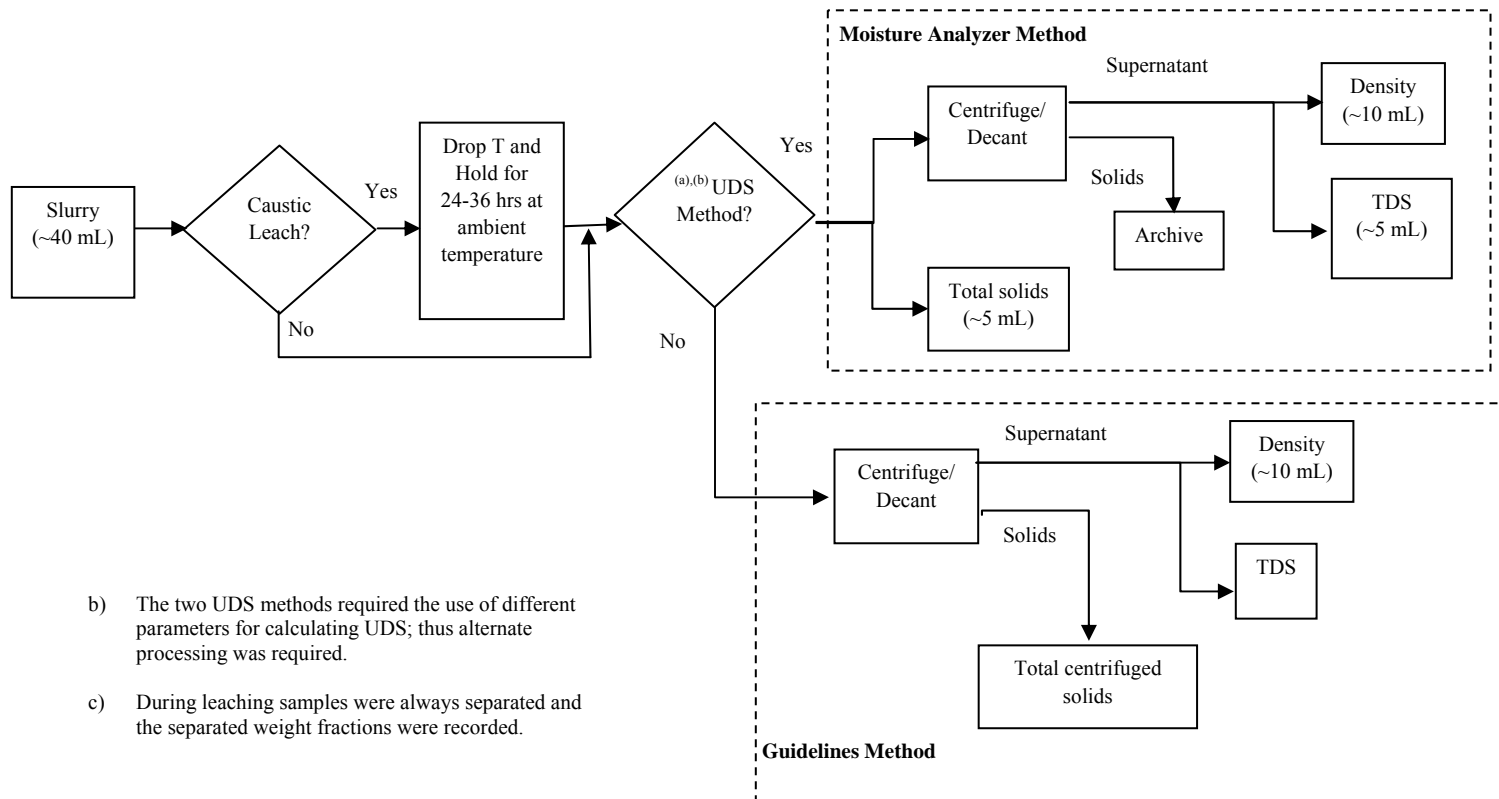 Slurry
(~40 mL)
Caustic
Leach?
Yes
No
Drop T and
Hold for
24-36 hrs at
ambient
temperature
(a),(b) UDS
Method?
Yes
No
Moisture Analyzer Method
Centrifuge/
Decant
Supernatant
Solids
Density
(~10 mL)
TDS
(~5 mL)
Archive
Total solids
(~5 mL)
Centrifuge/
Decant
Supernatant
Solids
Density
(~10 mL)
TDS
Total centrifuged
solids
Guidelines Method
b) The two UDS methods required the use of different
parameters for calculating UDS; thus alternate
processing was required.
c) During leaching samples were always separated and
the separated weight fractions were recorded.